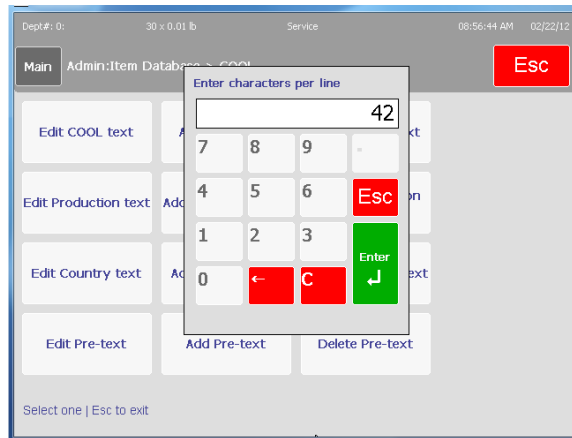 Dept#: 0: 30 x 0.01 lb Service 08:56:44 AM 02/22/12
Main Admin:Item Database > COOL Esc
Enter characters per line
42
Edit COOL text
7 8 9 .
Edit Production text Add
4 5 6 Esc
1 2 3 Enter
Edit Country text
0 ← C ↵
Edit Pre-text Add Pre-text Delete Pre-text
Select one | Esc to exit